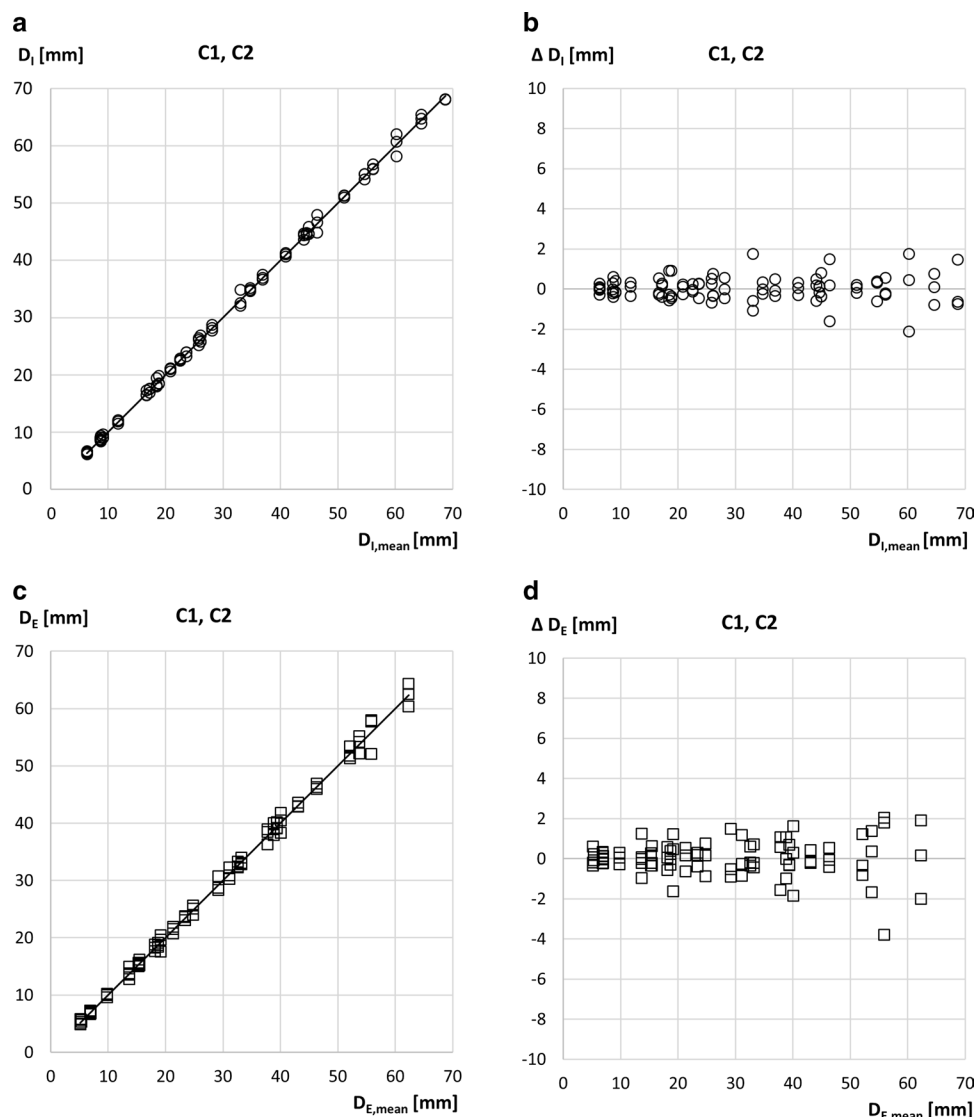 a
D_I [mm]
C1, C2
70
60
50
40
30
20
10
0
0 10 20 30 40 50 60 70
D_I,mean [mm]
b
Δ D_I [mm]
C1, C2
10
8
6
4
2
0
-2
-4
-6
-8
-10
0 10 20 30 40 50 60 70
D_I,mean [mm]
c
D_E [mm]
C1, C2
70
60
50
40
30
20
10
0
0 10 20 30 40 50 60 70
D_E,mean [mm]
d
Δ D_E [mm]
C1, C2
10
8
6
4
2
0
-2
-4
-6
-8
-10
0 10 20 30 40 50 60 70
D_E,mean [mm]